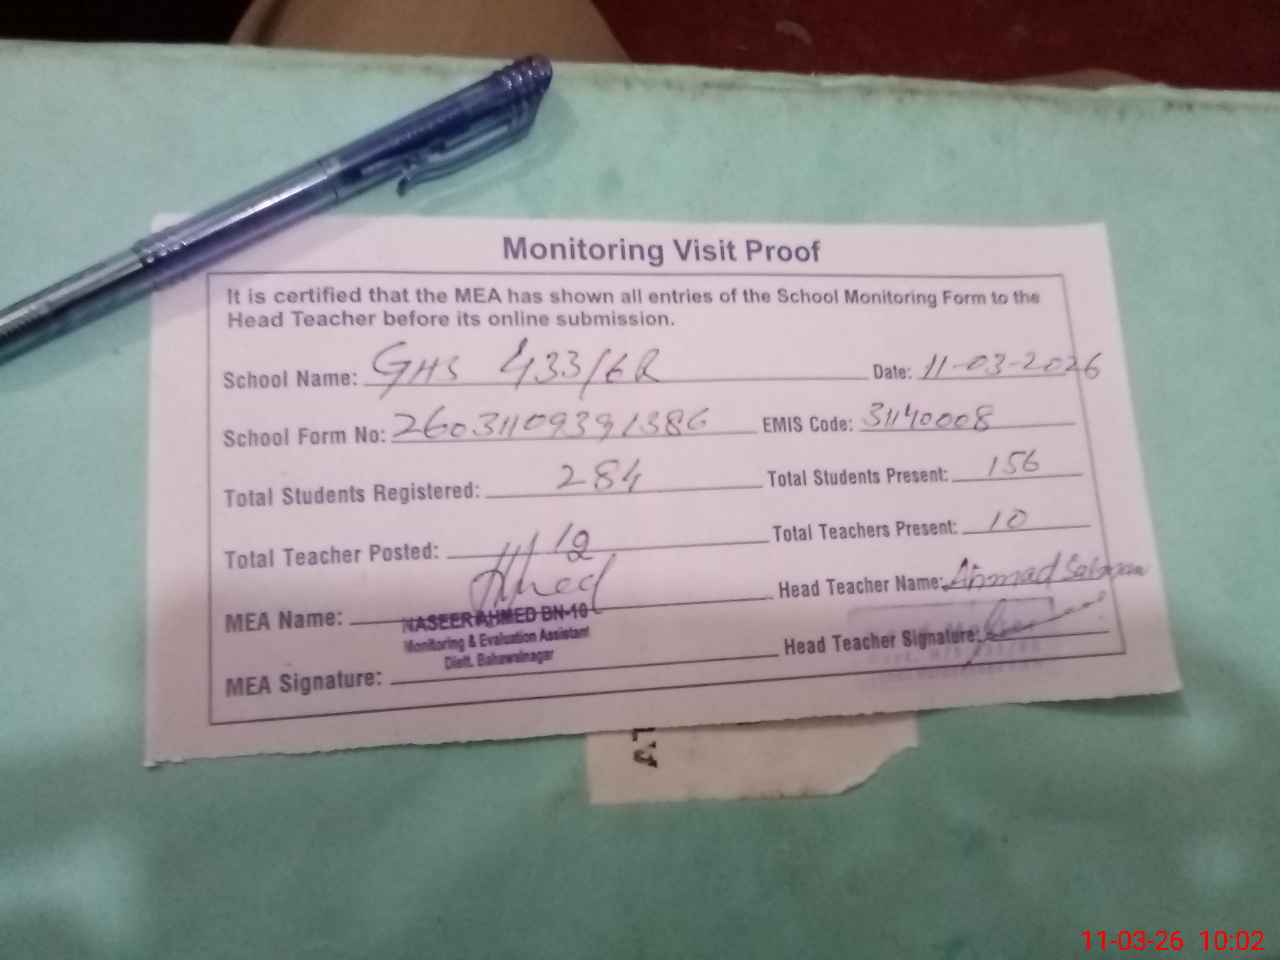 Monitoring Visit Proof
It is certified that the MEA has shown all entries of the School Monitoring Form to the
Head Teacher before its online submission.
School Name: GHS 433/6R Date: 11-03-2026
School Form No: 26031109391386 EMIS Code: 31140008
Total Students Registered: 284 Total Students Present: 156
Total Teacher Posted: 12 Total Teachers Present: 10
MEA Name: Head Teacher Name: Ahmad Salman
NASEER AHMED BN-10
Monitoring & Evaluation Assistant
Distt. Bahawalnagar
MEA Signature: Head Teacher Signature:
11-03-26 10:02